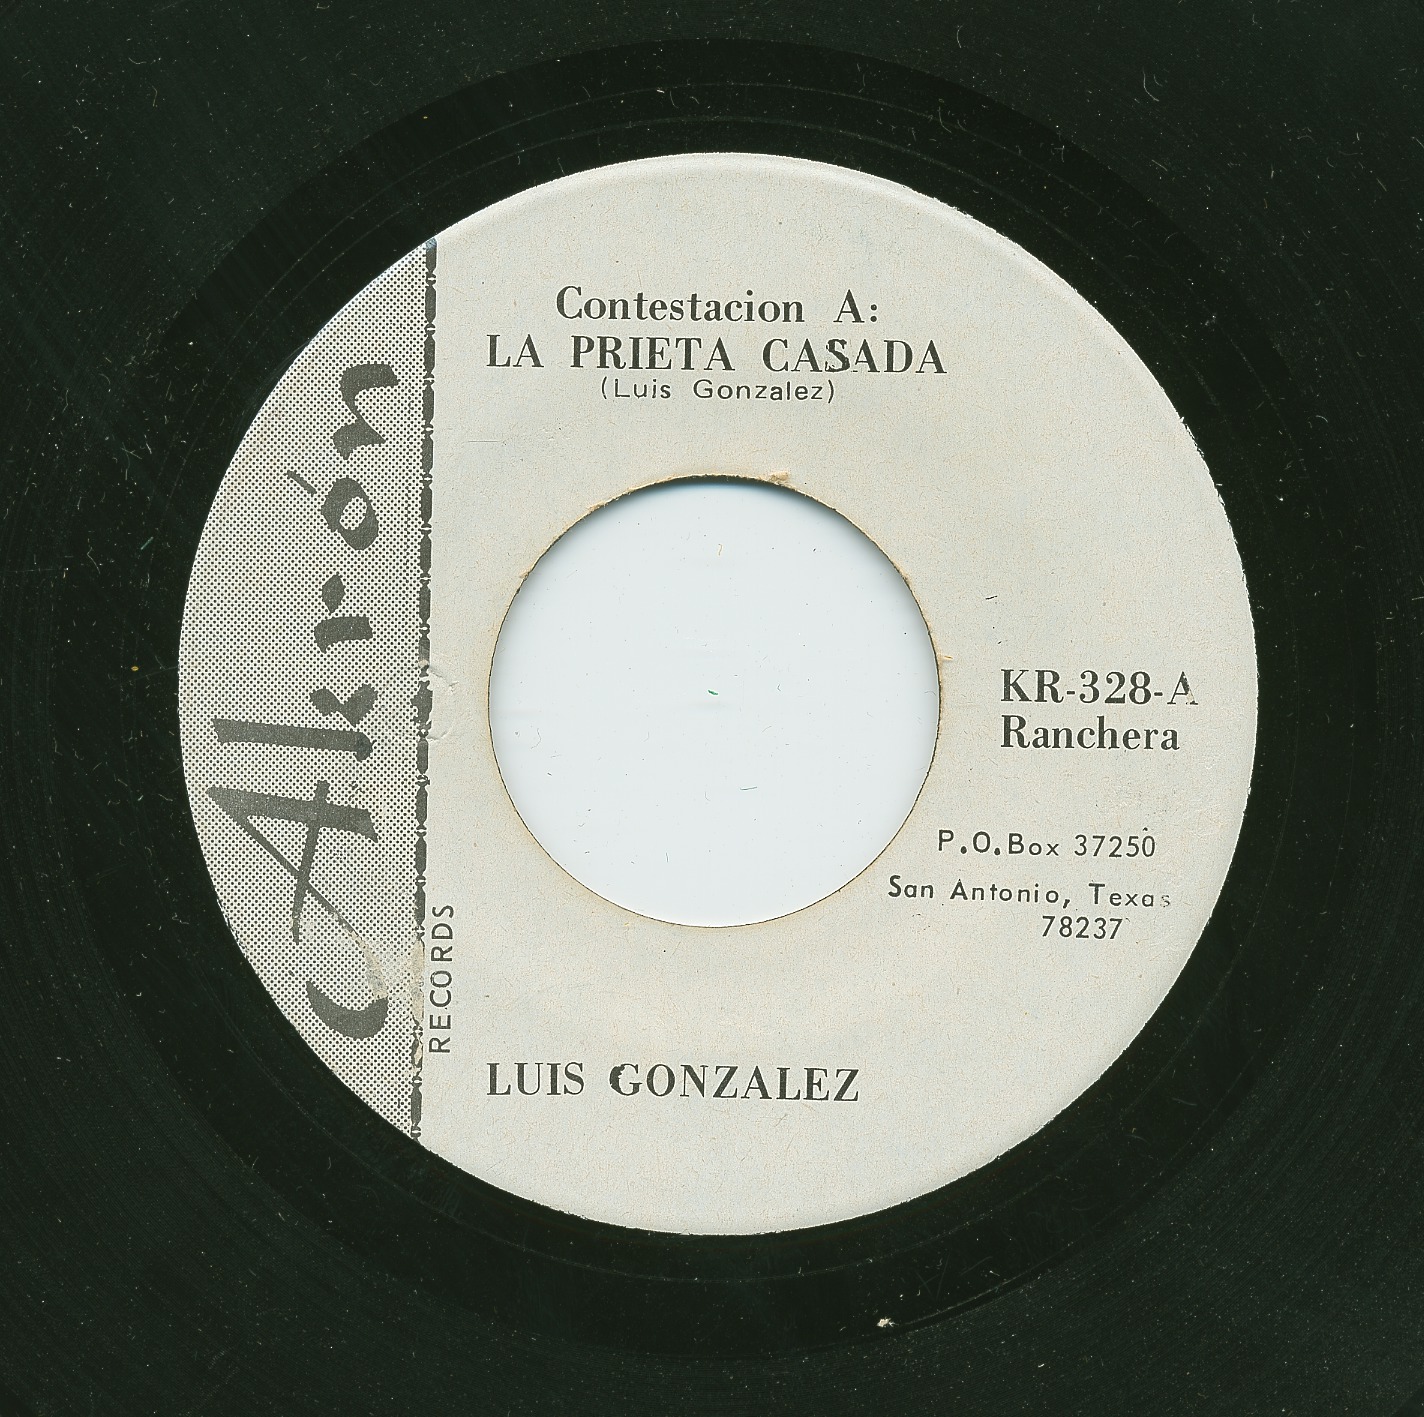 Contestacion A:
LA PRIETA CASADA
(Luis Gonzalez)
Akrón
RECORDS
KR-328-A
Ranchera
P.O.Box 37250
San Antonio, Texas
78237
LUIS GONZALEZ